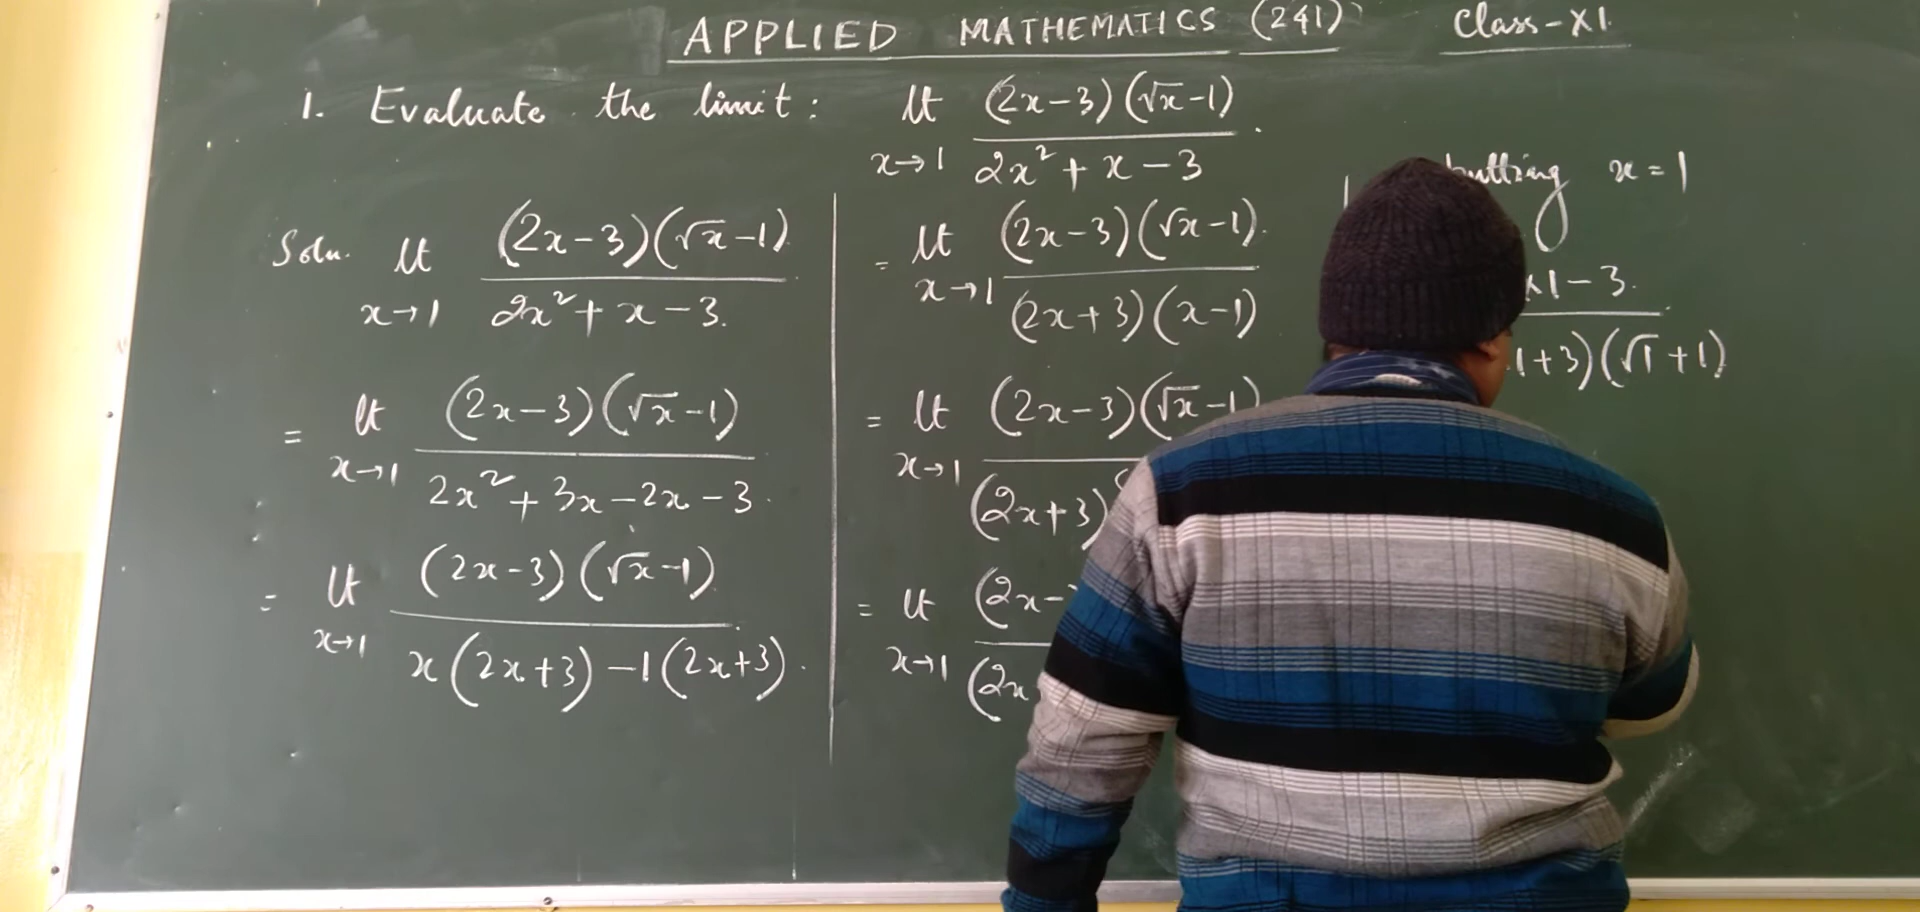 APPLIED MATHEMATICS (241) Class-XI
1. Evaluate the limit: lt (2x-3)(√x-1)
x→1 2x²+x-3
Soln. lt (2x-3)(√x-1)
x→1 2x²+x-3.
= lt (2x-3)(√x-1)
x→1 2x²+3x-2x-3.
= lt (2x-3)(√x-1)
x→1 x(2x+3)-1(2x+3).
= lt (2x-3)(√x-1).
x→1 (2x+3)(x-1)
= lt (2x-3)(√x-1)
x→1 (2x+3)
= lt (2x-
x→1 (2x
putting x=1
×1-3.
1+3)(√1+1)